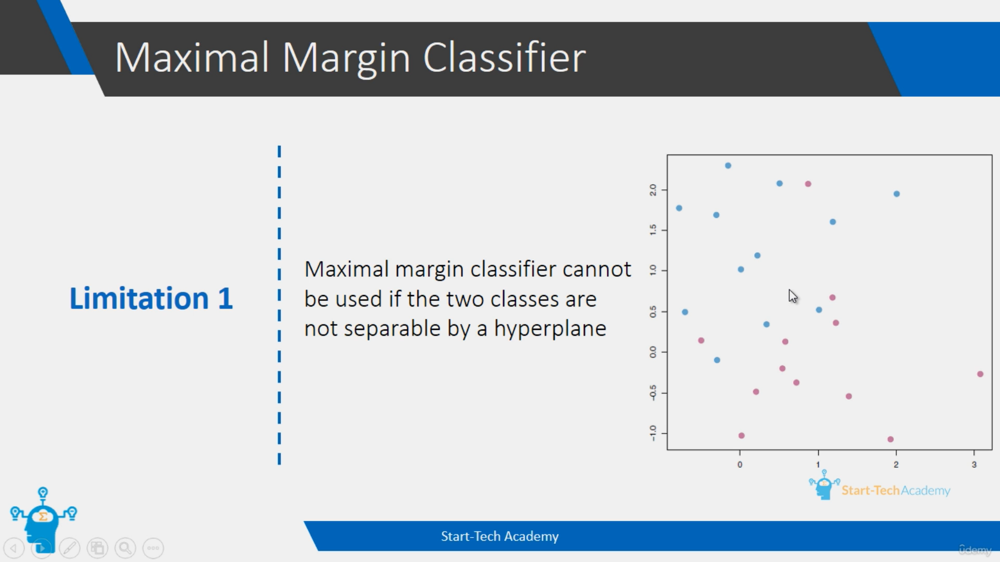 Maximal Margin Classifier
Limitation 1
Maximal margin classifier cannot
be used if the two classes are
not separable by a hyperplane
2.0
1.5
1.0
0.5
0.0
-0.5
-1.0
0 1 2 3
Σ
Start-Tech Academy
Σ
Start-Tech Academy
ûdemy